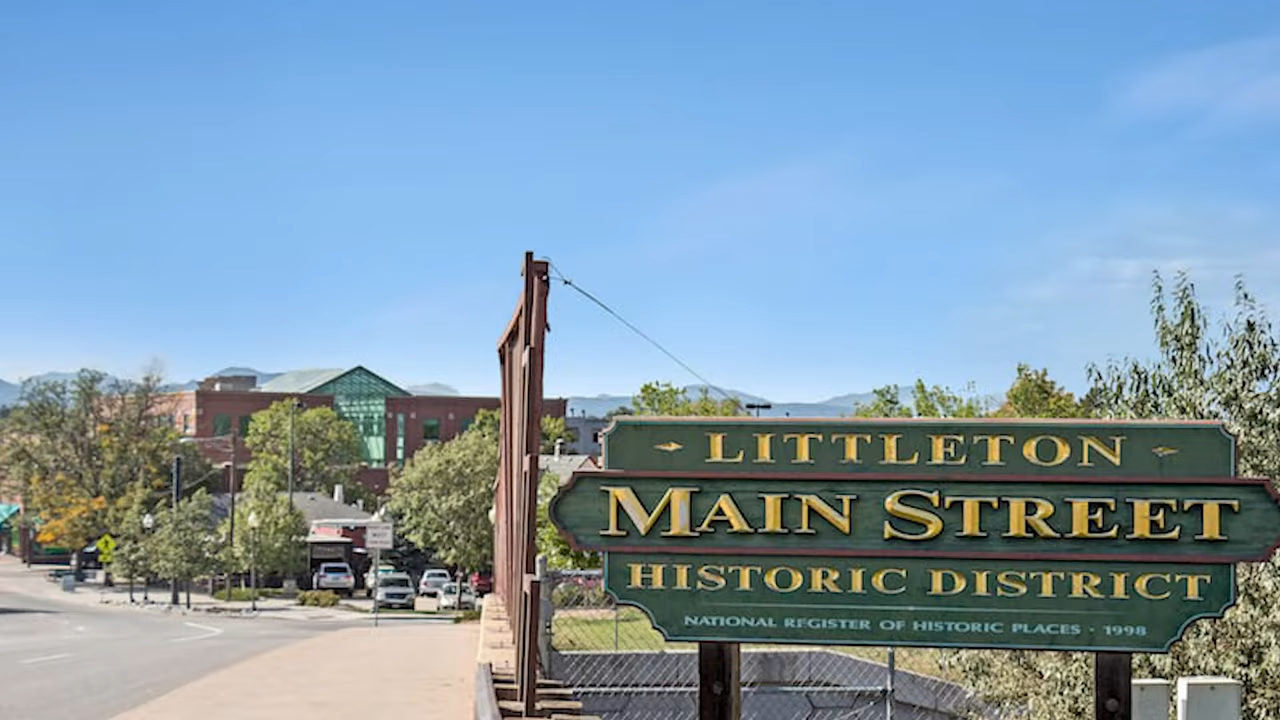 LITTLETON
MAIN STREET
HISTORIC DISTRICT
NATIONAL REGISTER OF HISTORIC PLACES · 1998